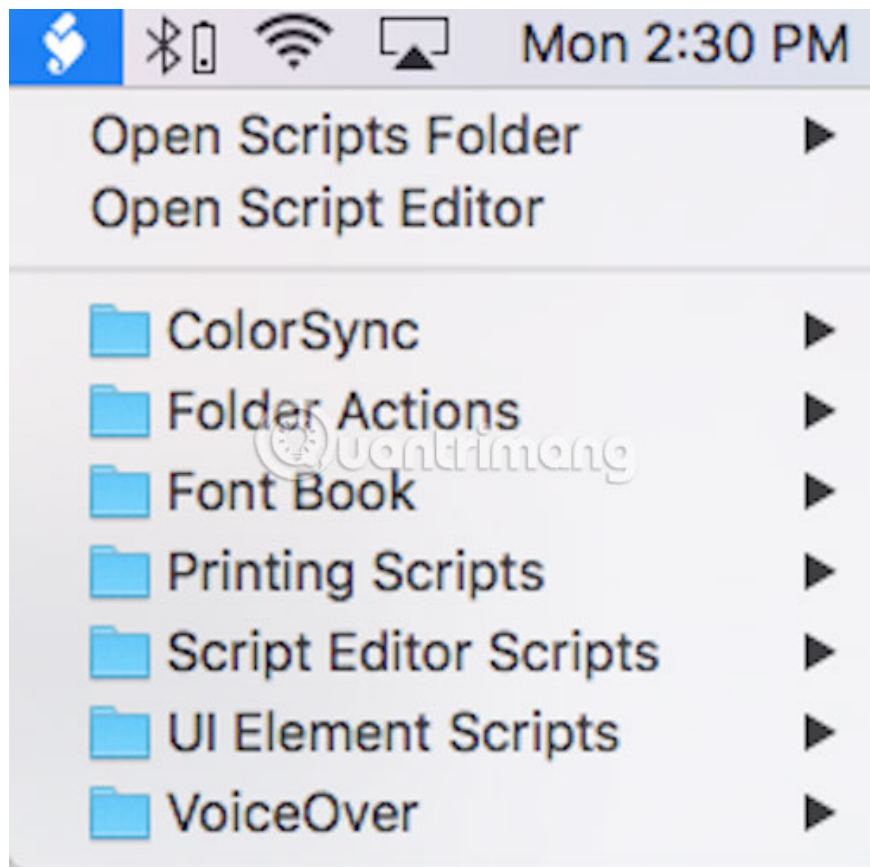 Mon 2:30 PM
Open Scripts Folder
Open Script Editor
ColorSync
Folder Actions
Quantrimang
Font Book
Printing Scripts
Script Editor Scripts
UI Element Scripts
VoiceOver